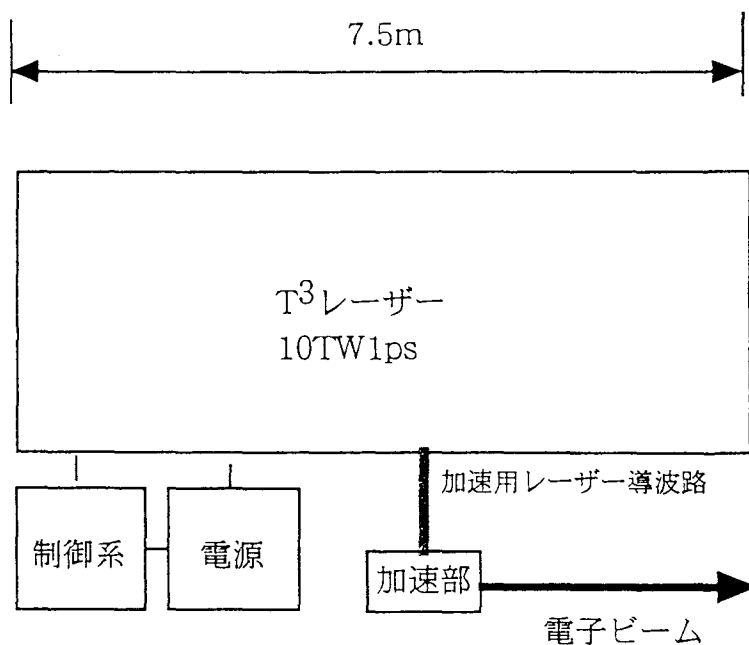 7.5m
T³レーザー
10TW1ps
加速用レーザー導波路
制御系
電源
加速部
電子ビーム